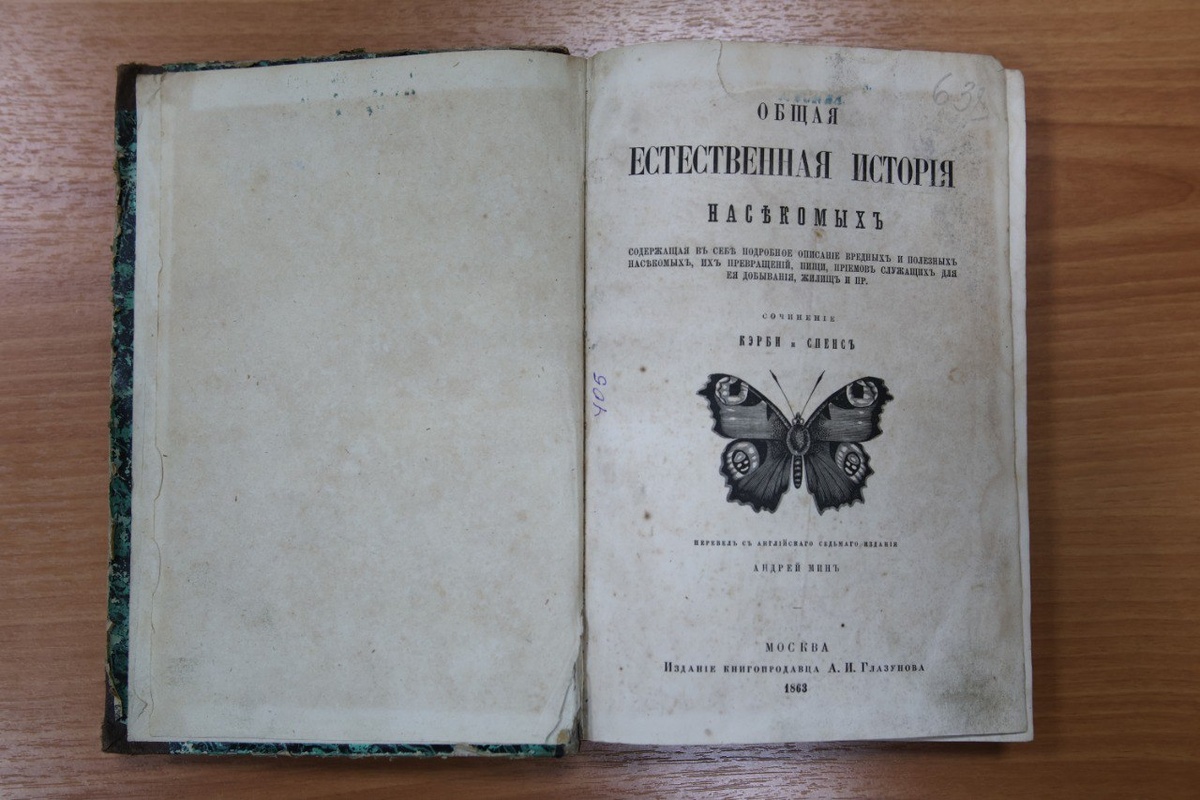 ОБЩАЯ
ЕСТЕСТВЕННАЯ ИСТОРІЯ
НАСѢКОМЫХЪ
СОДЕРЖАЩАЯ ВЪ СЕБѢ ПОДРОБНОЕ ОПИСАНІЕ ВРЕДНЫХЪ И ПОЛЕЗНЫХЪ
НАСѢКОМЫХЪ, ИХЪ ПРЕВРАЩЕНІЙ, ПИЩИ, ПРІЕМОВЪ СЛУЖАЩИХЪ ДЛЯ
ЕЯ ДОБЫВАНІЯ, ЖИЛИЩЪ И ПР.
СОЧИНЕНІЕ
КЭРБИ и СПЕНСЪ
409
ПЕРЕВЕЛЪ СЪ АНГЛІЙСКАГО СЕДЬМАГО ИЗДАНІЯ
АНДРЕЙ МИНЪ
МОСКВА
ИЗДАНІЕ КНИГОПРОДАВЦА А. И. ГЛАЗУНОВА
1863